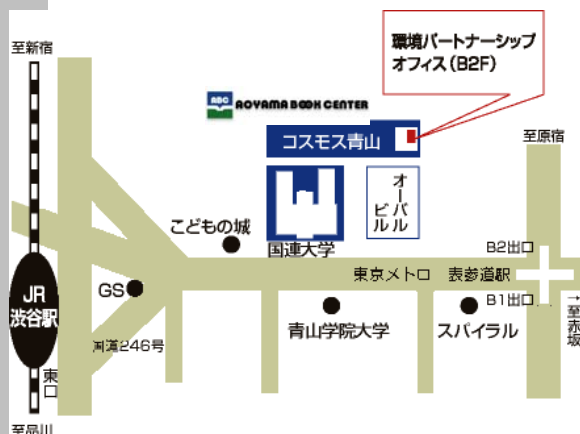 至新宿
環境パートナーシップ
オフィス(B2F)
ABC
AOYAMA BOOK CENTER
コスモス青山
至原宿
オーバル
ビル
こどもの城
国連大学
B2出口
東京メトロ 表参道駅
JR
渋谷駅
GS
B1出口
→至赤坂
青山学院大学
スパイラル
国道246号
東口
至品川